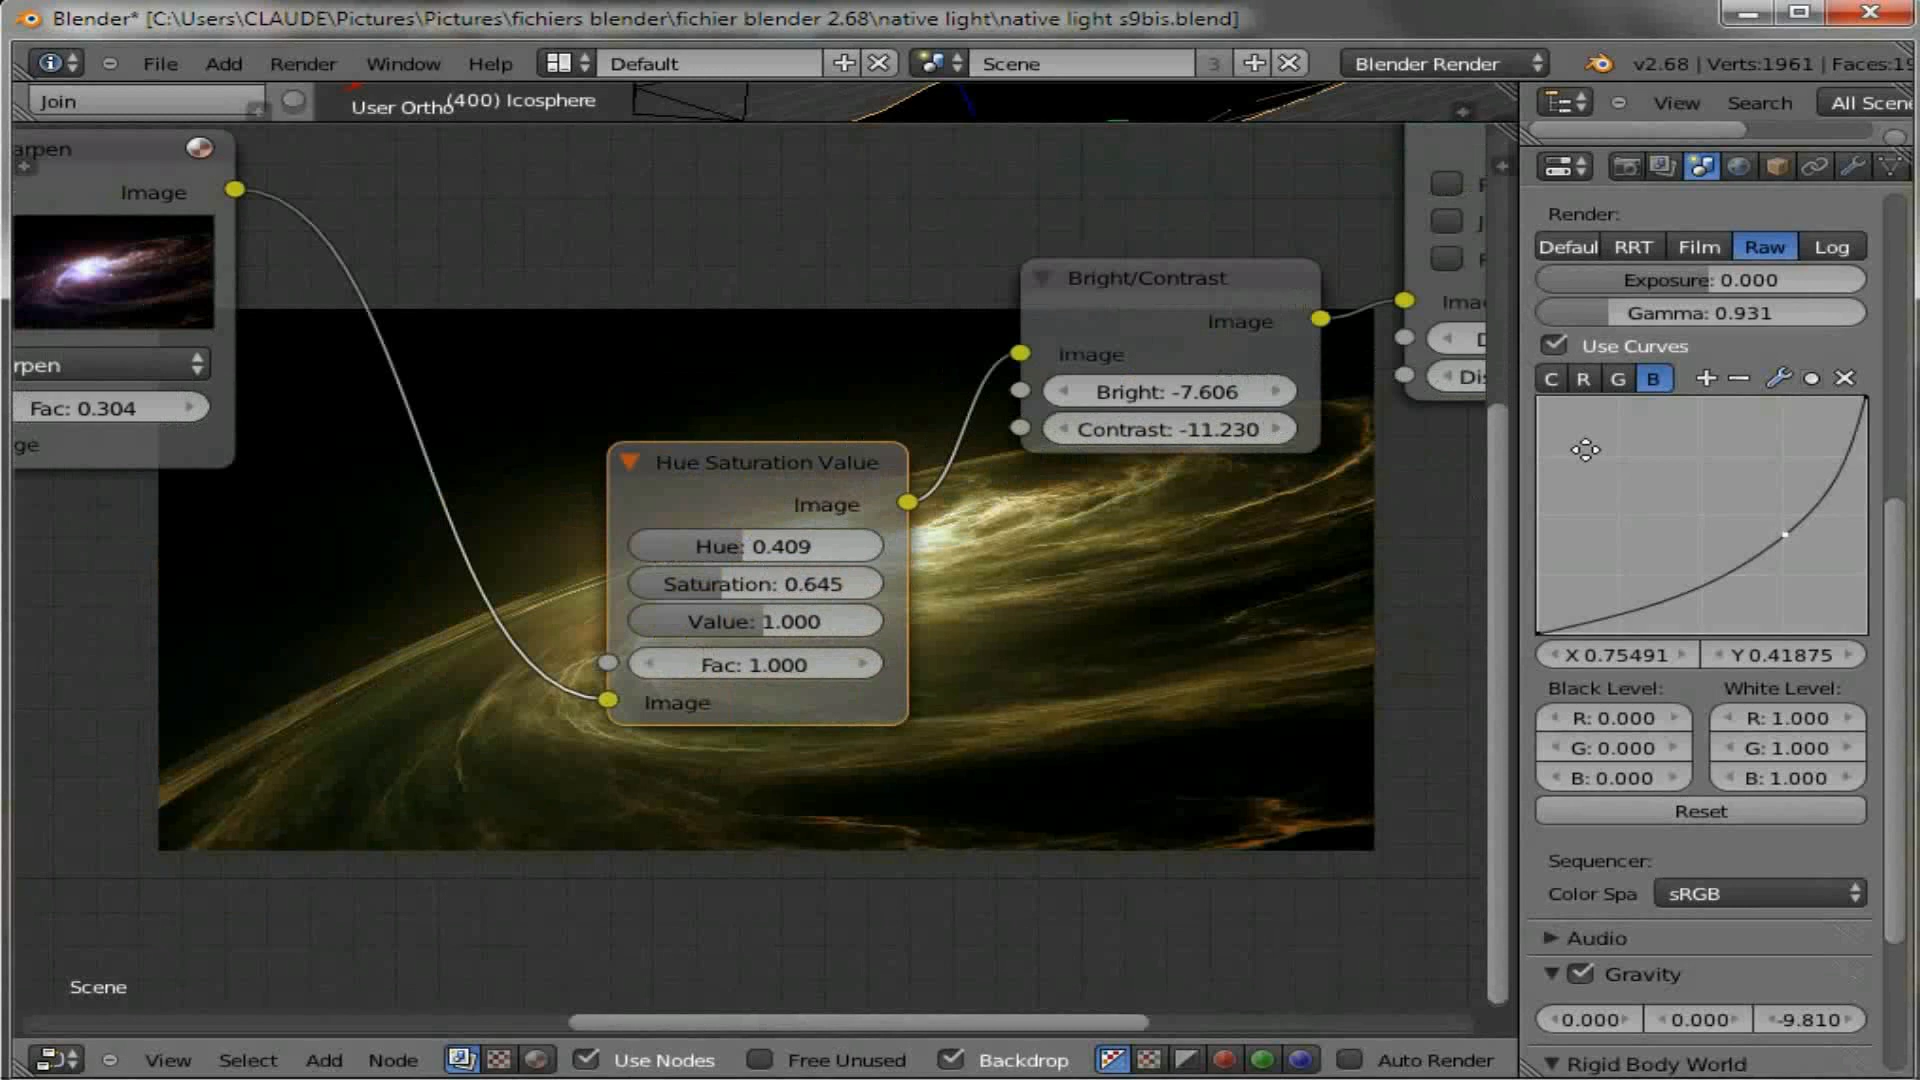 Blender* [C:\Users\CLAUDE\Pictures\Pictures\fichiers blender\fichier blender 2.68\native light\native light s9bis.blend]
File Add Render Window Help Default Scene 3 Blender Render v2.68 | Verts:1961 | Faces:19
Join
User Ortho
(400) Icosphere
View Search All Scene
arpen
Image
rpen
Fac: 0.304
ge
Hue Saturation Value
Image
Hue: 0.409
Saturation: 0.645
Value: 1.000
Fac: 1.000
Image
Bright/Contrast
Image
Image
Bright: -7.606
Contrast: -11.230
Ima
Dis
Render:
Defaul RRT Film Raw Log
Exposure: 0.000
Gamma: 0.931
Use Curves
C R G B
X 0.75491 Y 0.41875
Black Level: White Level:
R: 0.000 R: 1.000
G: 0.000 G: 1.000
B: 0.000 B: 1.000
Reset
Sequencer:
Color Spa sRGB
Audio
Gravity
0.000 0.000 -9.810
Rigid Body World
Scene
View Select Add Node Use Nodes Free Unused Backdrop Auto Render